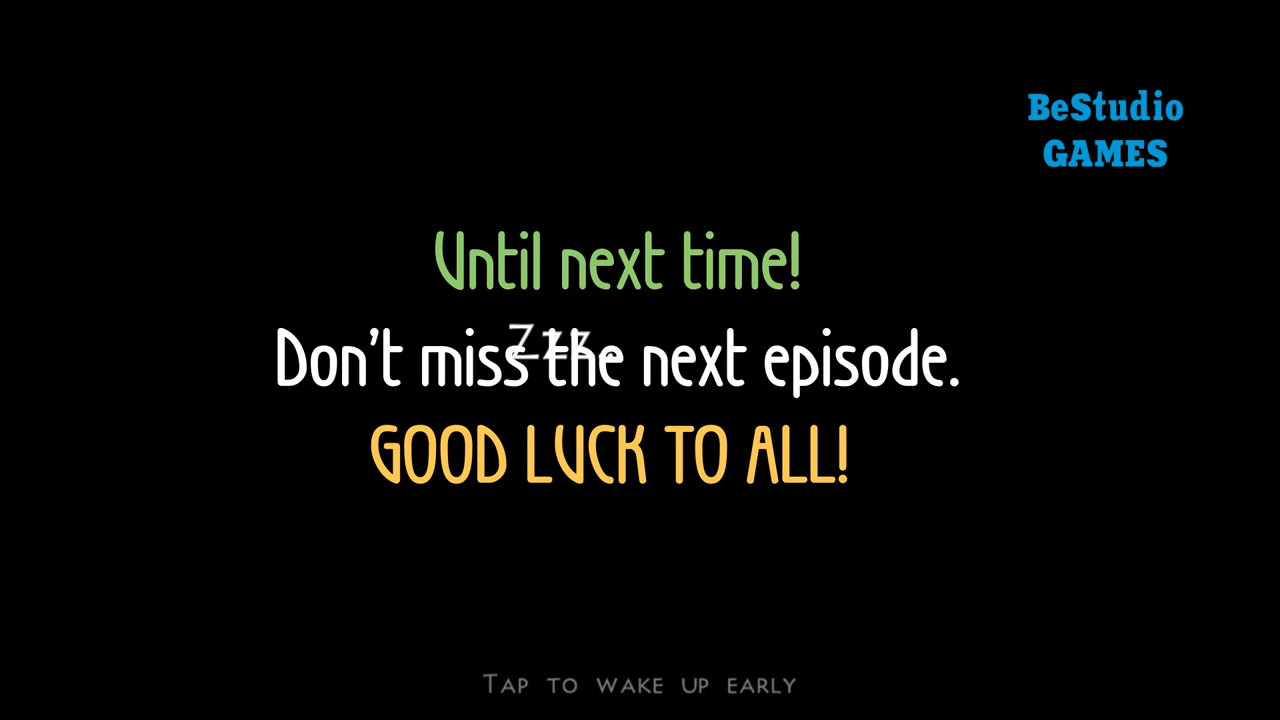 BeStudio
GAMES
Until next time!
Zzz..
Don't miss the next episode.
GOOD LUCK TO ALL!
TAP TO WAKE UP EARLY